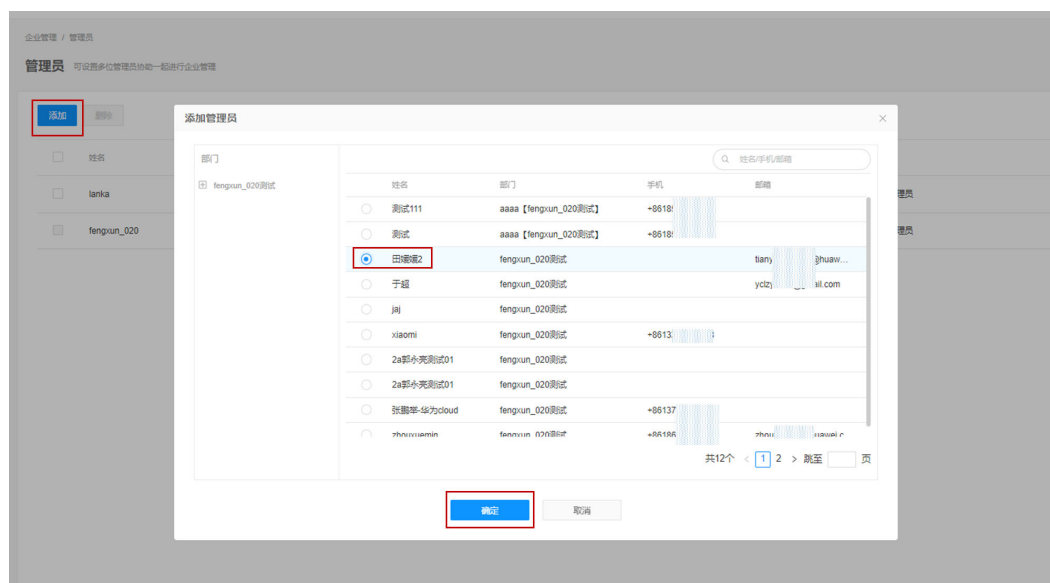 企业管理 / 管理员
管理员 可设置多位管理员协助一起进行企业管理
添加 删除
添加管理员
姓名
lanka 理员
fengxun_020 理员
部门
fengxun_020测试
姓名/手机/邮箱
姓名 部门 手机 邮箱
测试111 aaaa【fengxun_020测试】 +8618
测试 aaaa【fengxun_020测试】 +8618
田媛媛2 fengxun_020测试 tiany @huaw...
于超 fengxun_020测试 yclzy ail.com
jaj fengxun_020测试
xiaomi fengxun_020测试 +8613
2a郭永亮测试01 fengxun_020测试
2a郭永亮测试01 fengxun_020测试
张鹏举-华为cloud fengxun_020测试 +86137
zhouxuemin fengxun_020测试 +86186 zhou uawei.c
共12个 < 1 2 > 跳至 页
确定 取消